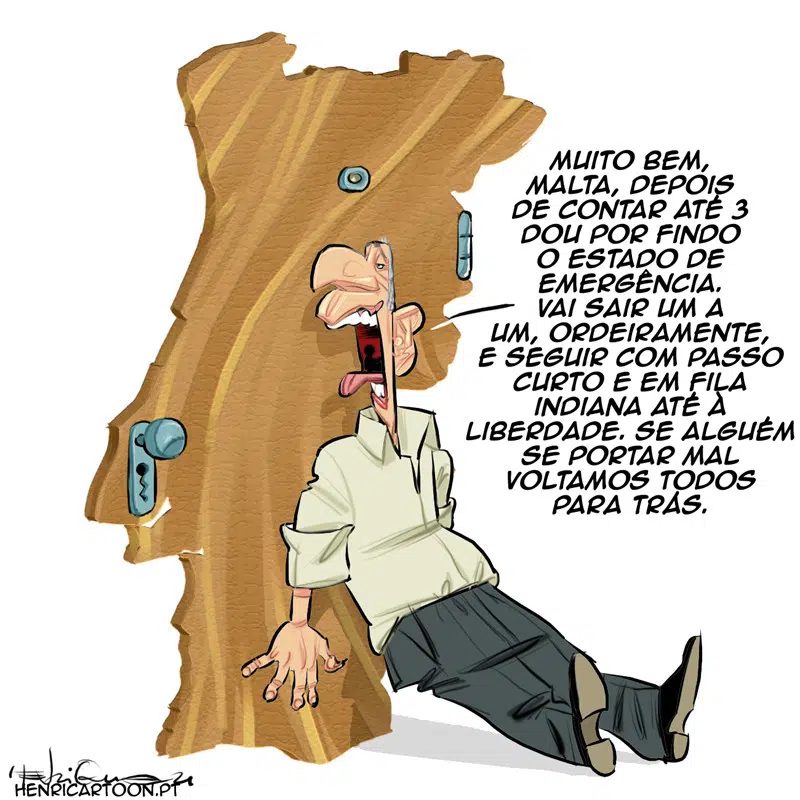 MUITO BEM,
MALTA, DEPOIS
DE CONTAR ATÉ 3
DOU POR FINDO
O ESTADO DE
EMERGÊNCIA.
VAI SAIR UM A
UM, ORDEIRAMENTE,
E SEGUIR COM PASSO
CURTO E EM FILA
INDIANA ATÉ À
LIBERDADE. SE ALGUÉM
SE PORTAR MAL
VOLTAMOS TODOS
PARA TRÁS.
HENRICARTOON.PT